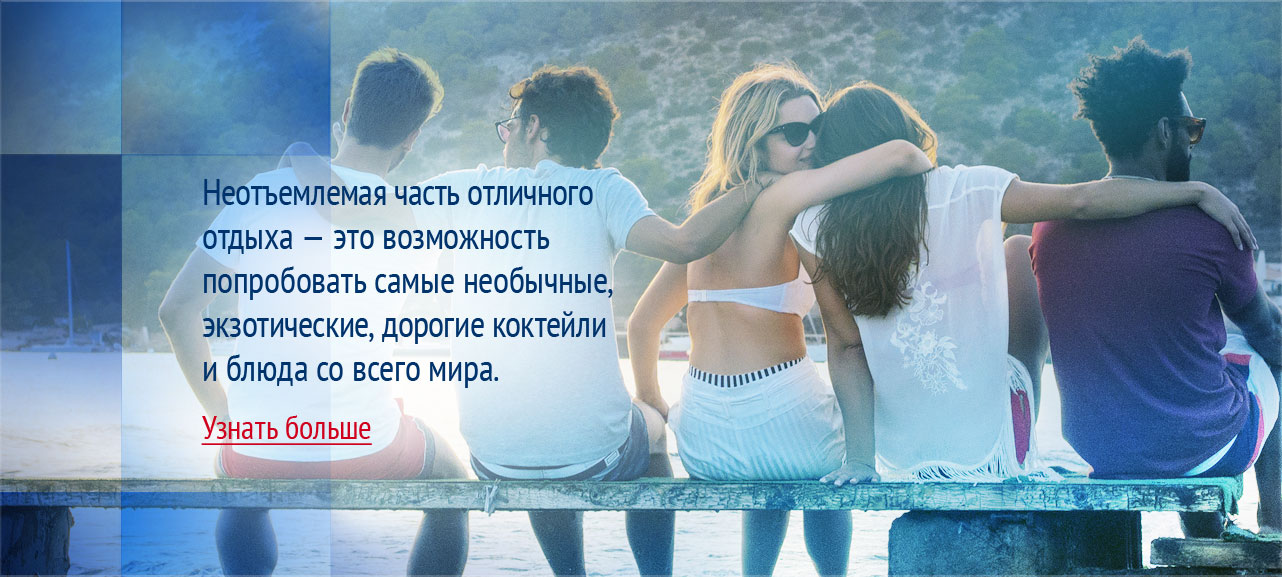 Неотъемлемая часть отличного
отдыха — это возможность
попробовать самые необычные,
экзотические, дорогие коктейли
и блюда со всего мира.
Узнать больше